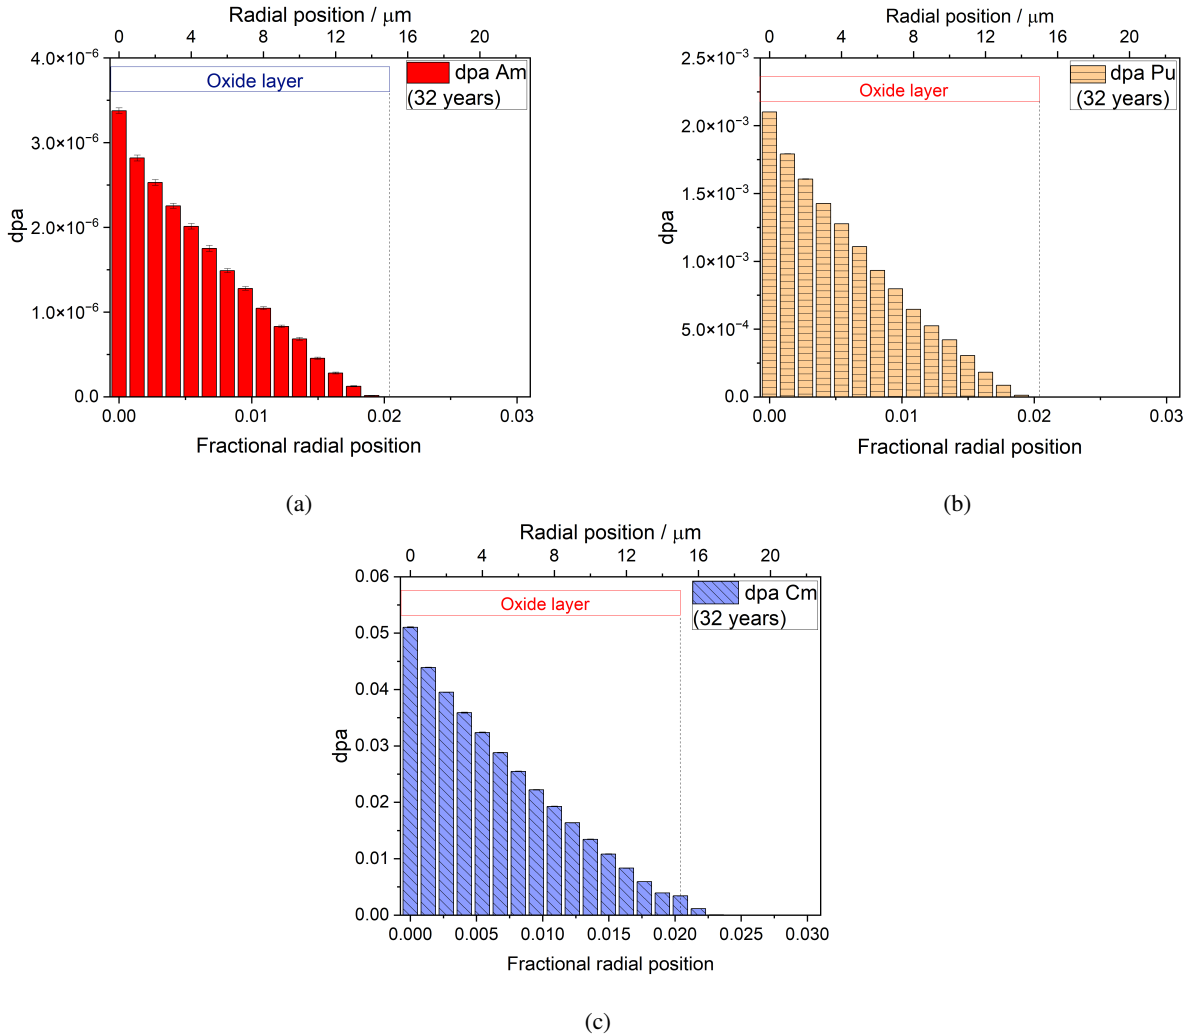 Radial position / μm
0 4 8 12 16 20
4.0×10⁻⁶
3.0×10⁻⁶
2.0×10⁻⁶
1.0×10⁻⁶
0.0
dpa
Oxide layer
dpa Am
(32 years)
0.00 0.01 0.02 0.03
Fractional radial position
(a)
Radial position / μm
0 4 8 12 16 20
2.5×10⁻³
2.0×10⁻³
1.5×10⁻³
1.0×10⁻³
5.0×10⁻⁴
0.0
dpa
Oxide layer
dpa Pu
(32 years)
0.00 0.01 0.02 0.03
Fractional radial position
(b)
Radial position / μm
0 4 8 12 16 20
0.06
0.05
0.04
0.03
0.02
0.01
0.00
dpa
Oxide layer
dpa Cm
(32 years)
0.000 0.005 0.010 0.015 0.020 0.025 0.030
Fractional radial position
(c)